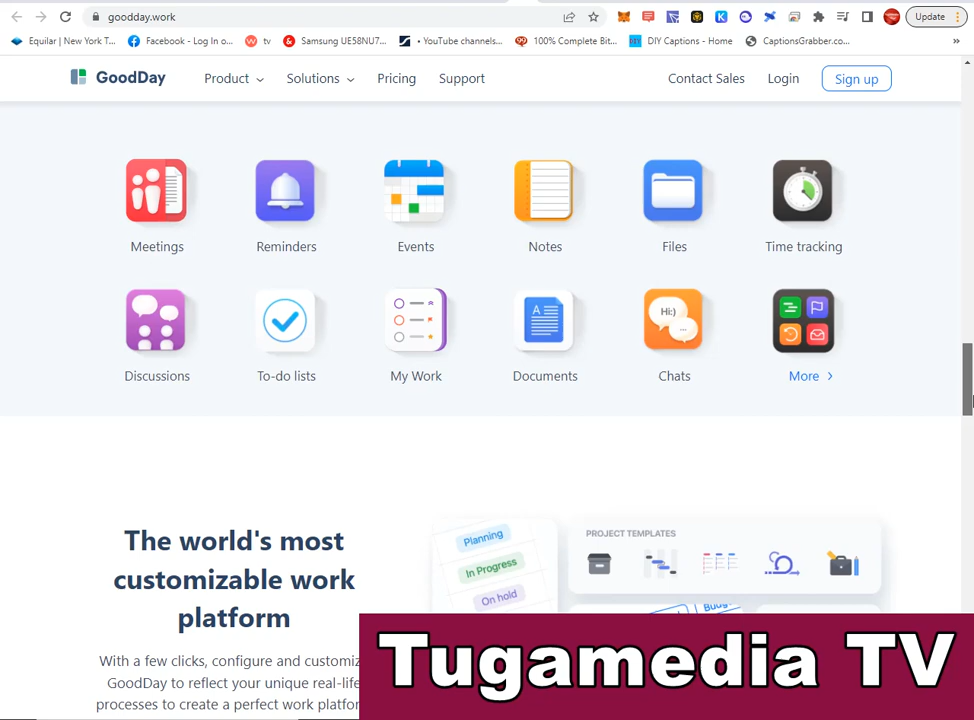 goodday.work
Update
Equilar | New York T...
Facebook - Log In o...
tv
Samsung UE58NU7...
• YouTube channels...
100% Complete Bit...
DIY Captions - Home
CaptionsGrabber.co...
»
GoodDay
Product
Solutions
Pricing
Support
Contact Sales
Login
Sign up
Meetings
Reminders
Events
Notes
Files
Time tracking
Hi:)
Discussions
To-do lists
My Work
Documents
Chats
More
The world's most
customizable work
platform
With a few clicks, configure and customiz
GoodDay to reflect your unique real-life
processes to create a perfect work platfor
Planning
In Progress
On hold
PROJECT TEMPLATES
Tugamedia TV